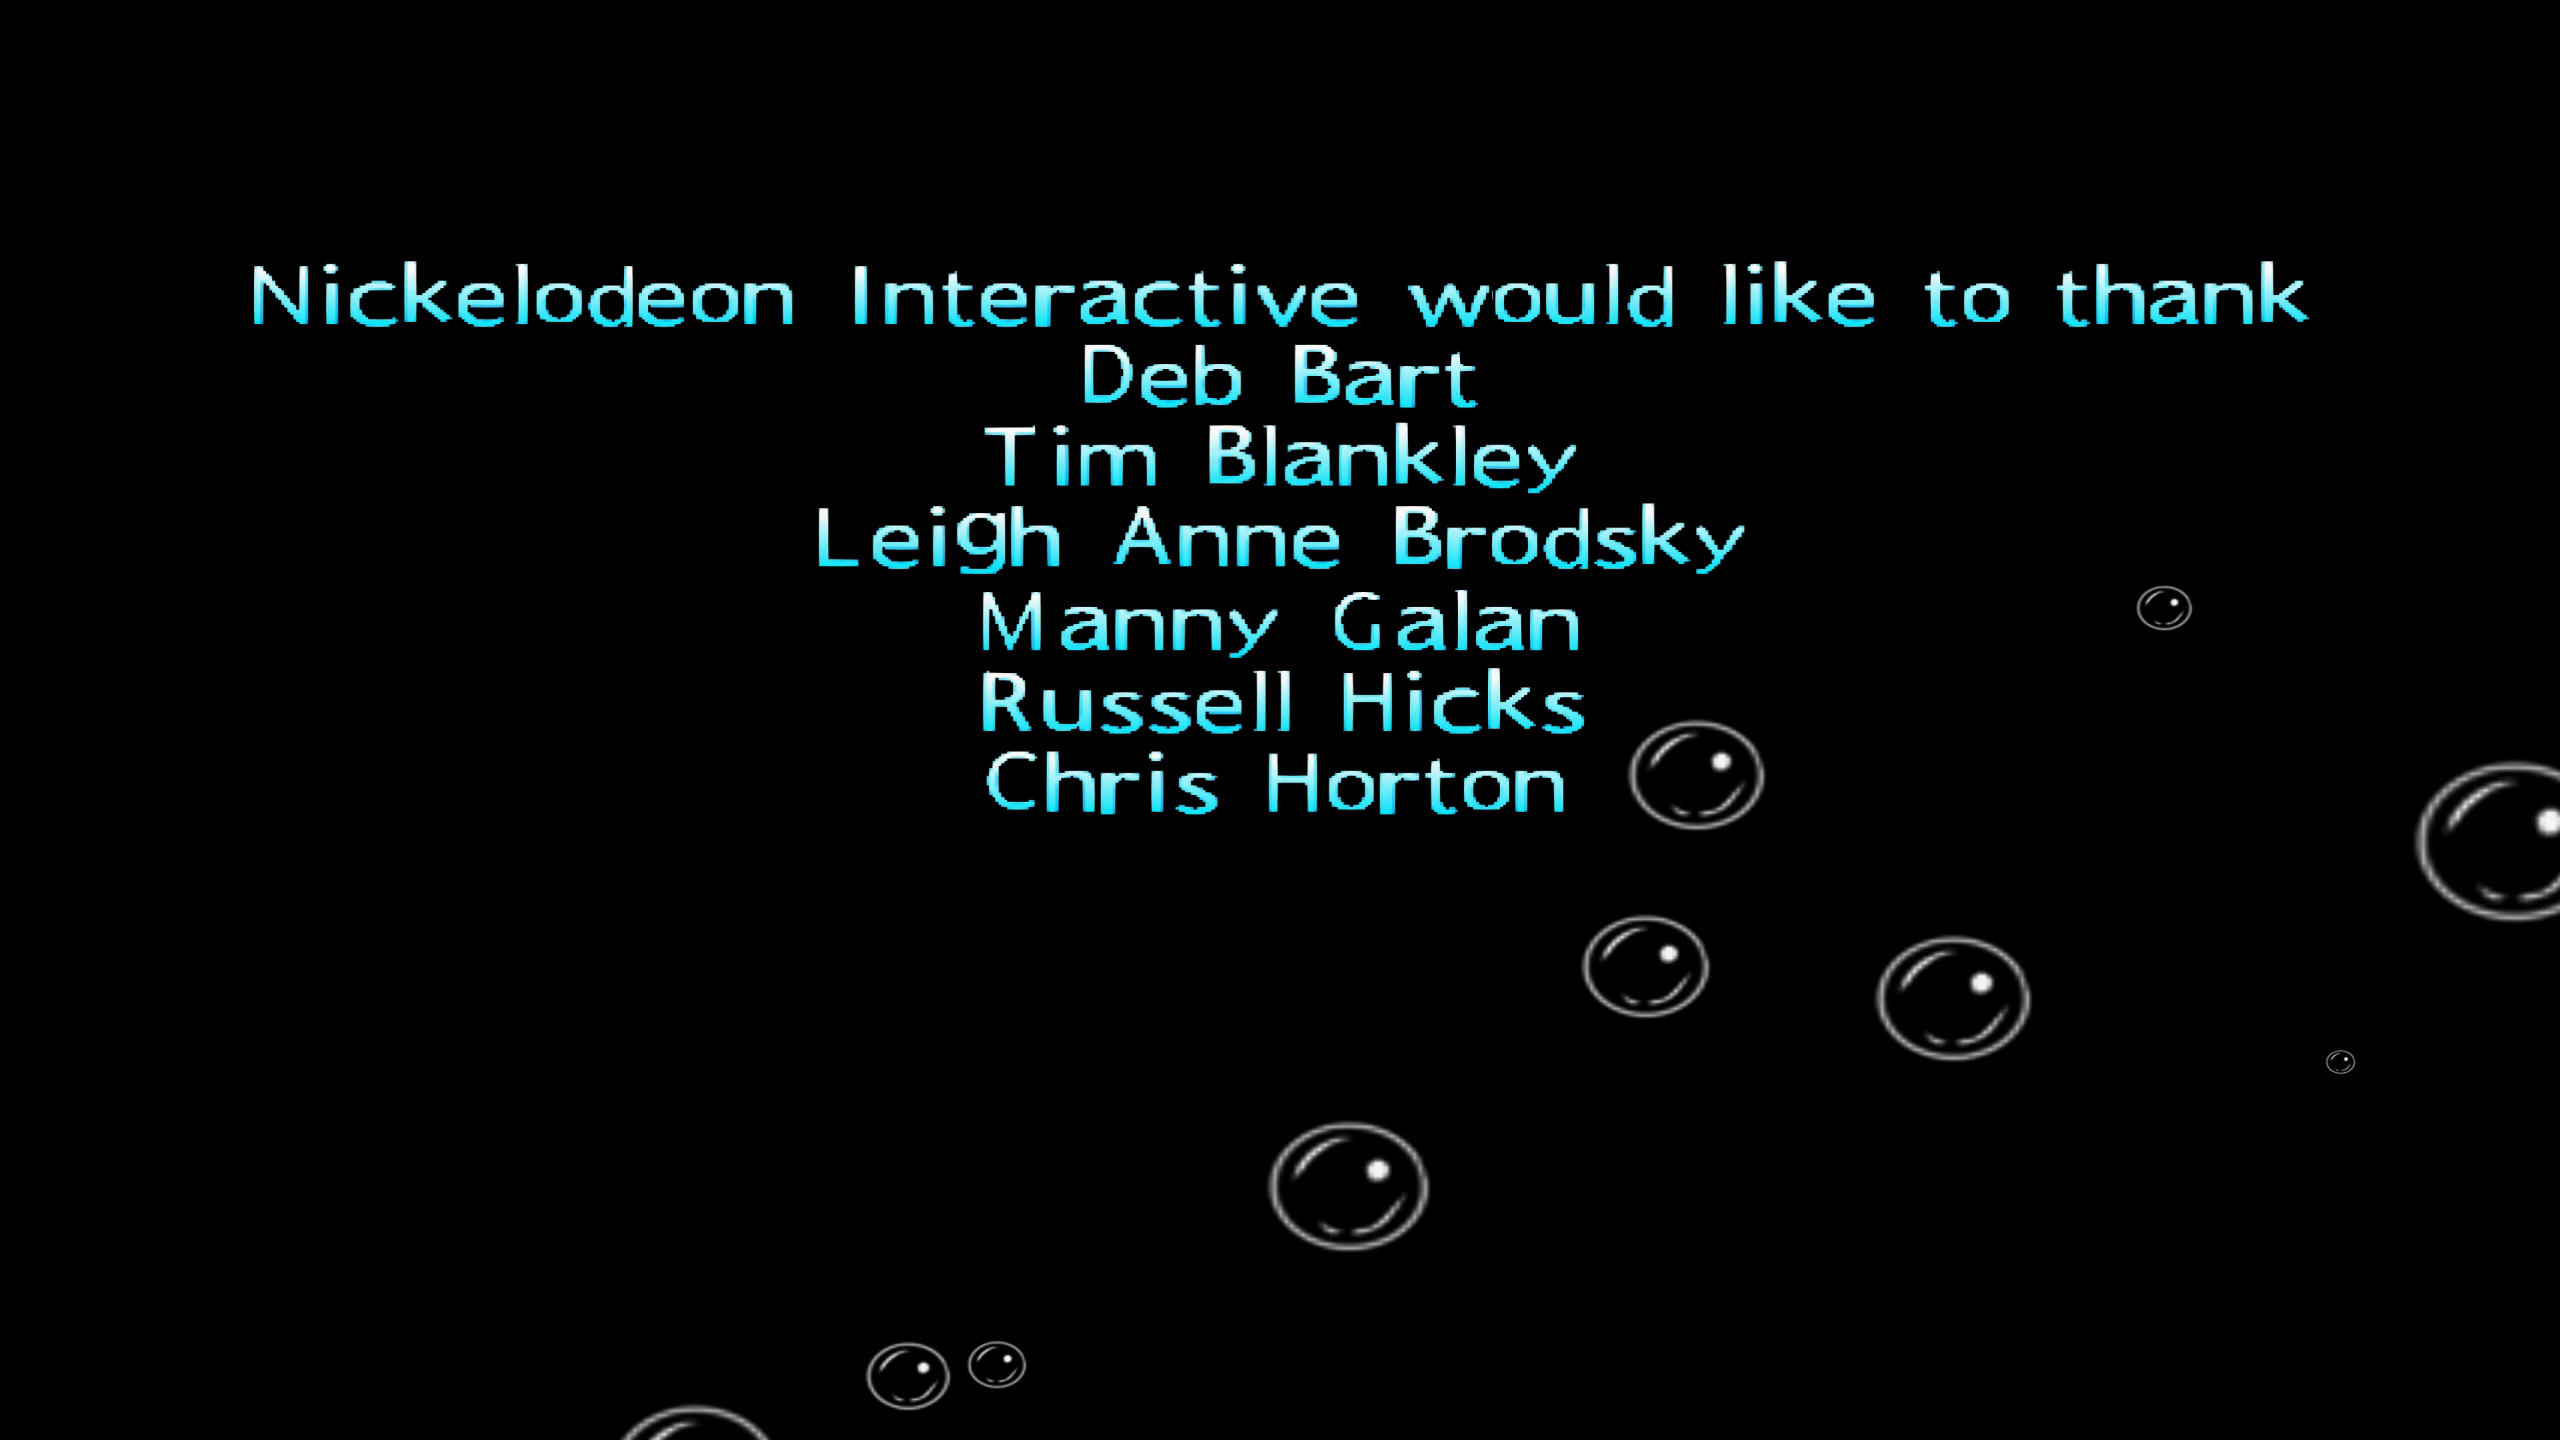 Nickelodeon Interactive would like to thank
Deb Bart
Tim Blankley
Leigh Anne Brodsky
Manny Galan
Russell Hicks
Chris Horton